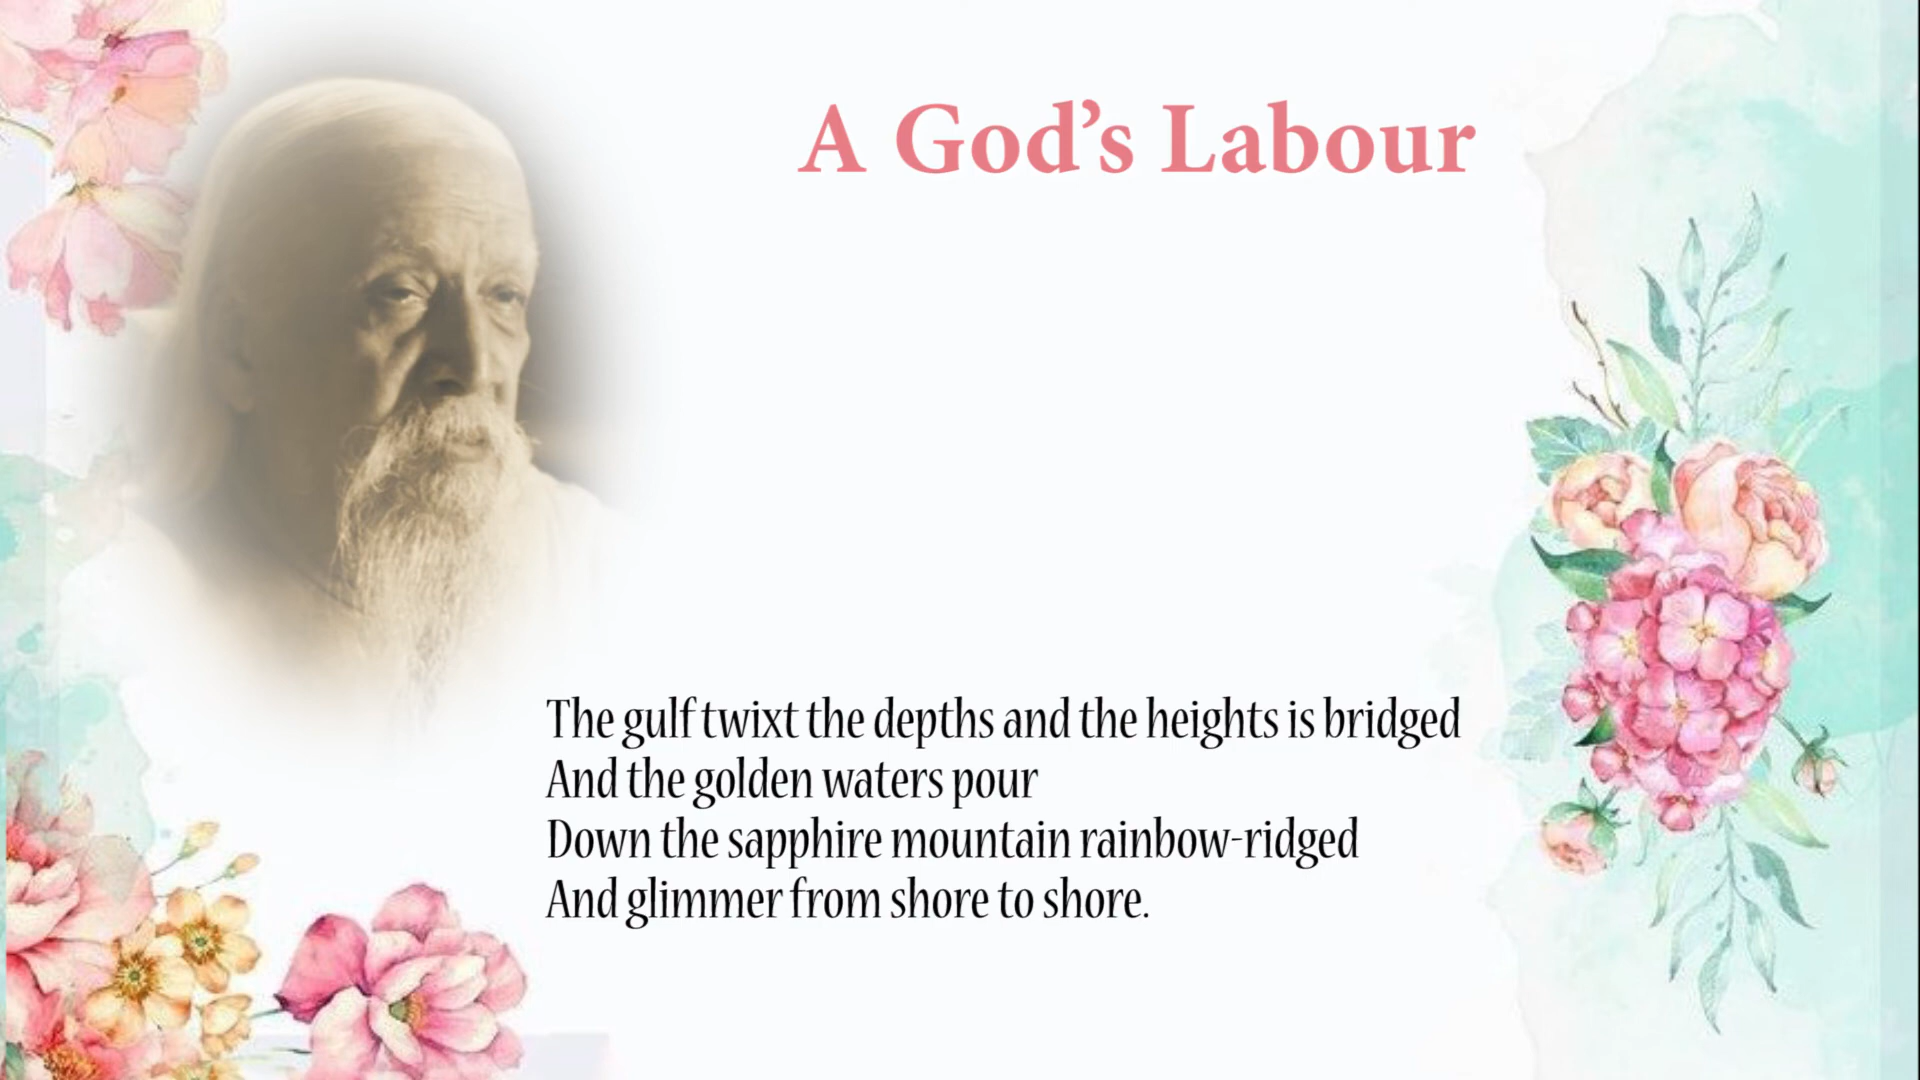 A God’s Labour
The gulf twixt the depths and the heights is bridged
And the golden waters pour
Down the sapphire mountain rainbow-ridged
And glimmer from shore to shore.